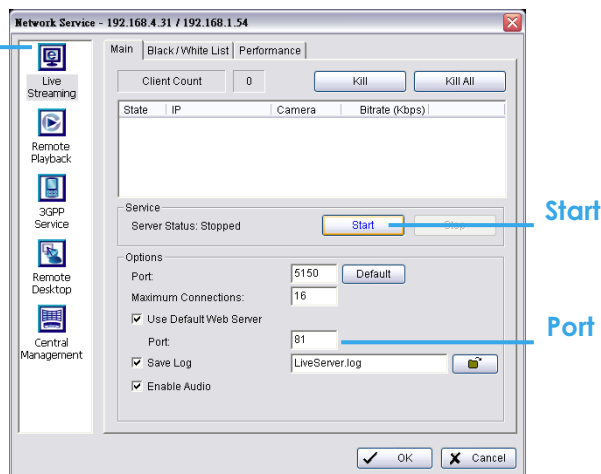 Network Service - 192.168.4.31 / 192.168.1.54
Live Streaming
Remote Playback
3GPP Service
Remote Desktop
Central Management
Main Black/White List Performance
Client Count 0 Kill Kill All
State IP Camera Bitrate (Kbps)
Service
Server Status: Stopped Start Stop
Start
Options
Port: 5150 Default
Maximum Connections: 16
Use Default Web Server
Port: 81
Port
Save Log LiveServer.log
Enable Audio
OK Cancel